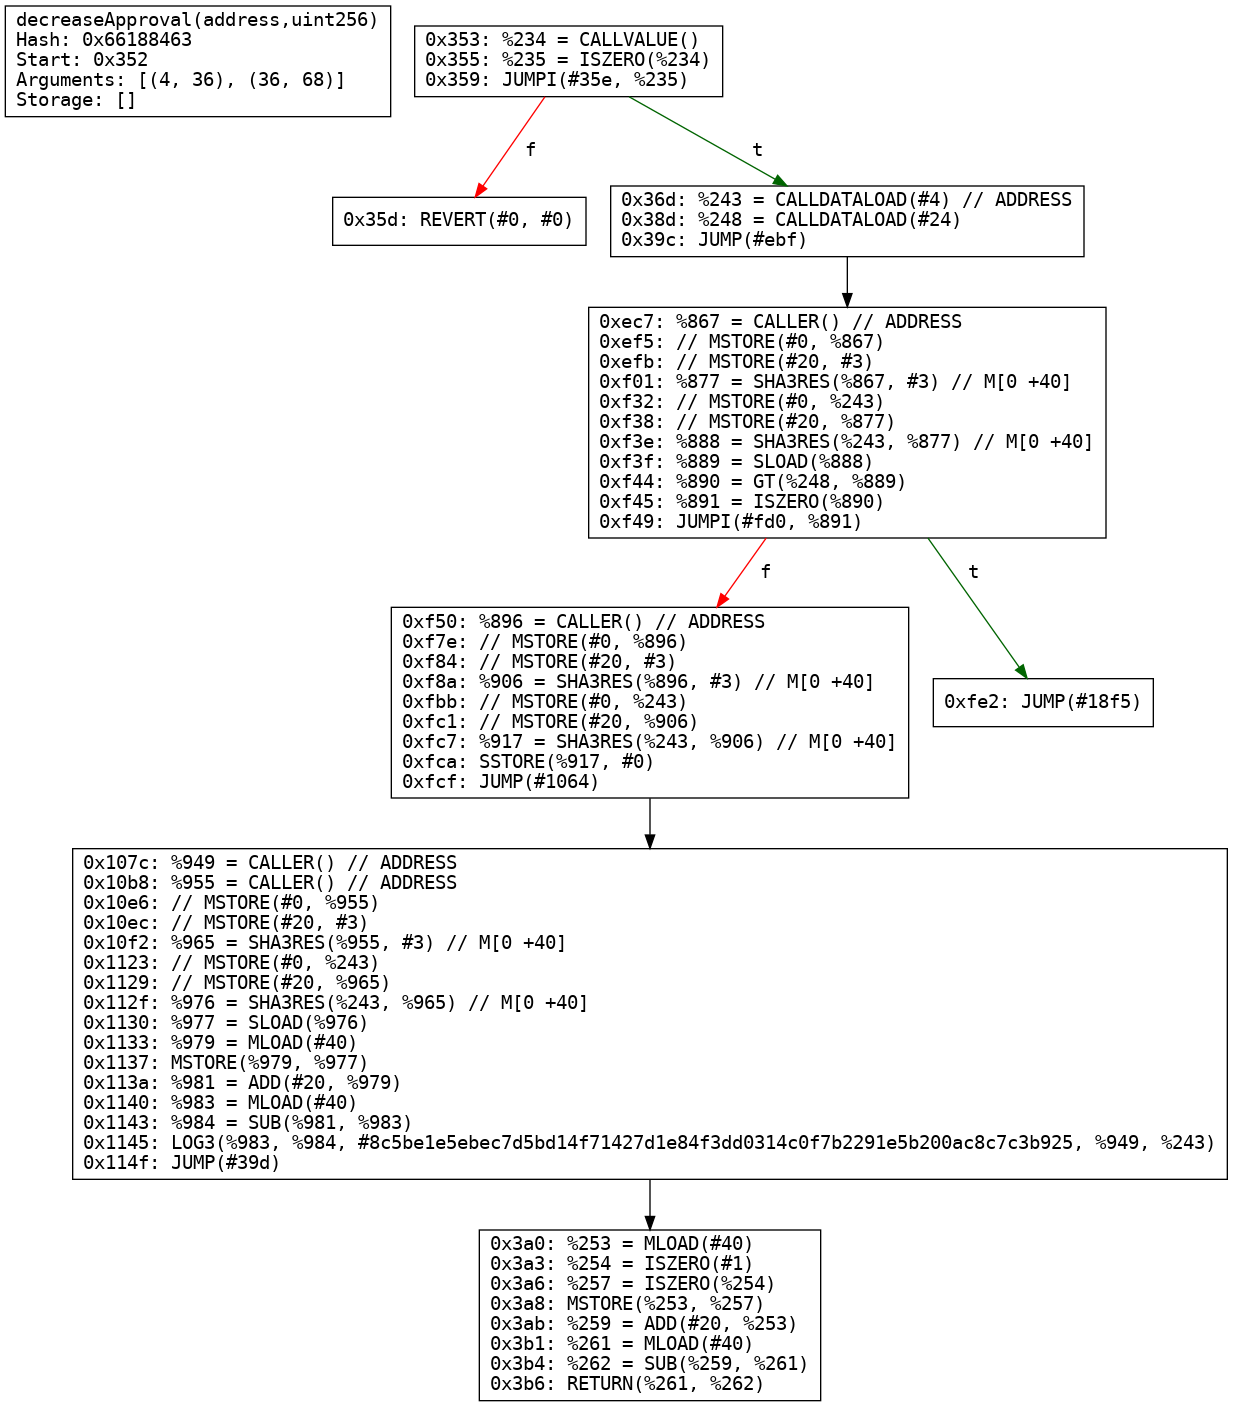 decreaseApproval(address,uint256)
Hash: 0x66188463
Start: 0x352
Arguments: [(4, 36), (36, 68)]
Storage: []
0x353: %234 = CALLVALUE()
0x355: %235 = ISZERO(%234)
0x359: JUMPI(#35e, %235)
f
t
0x35d: REVERT(#0, #0)
0x36d: %243 = CALLDATALOAD(#4) // ADDRESS
0x38d: %248 = CALLDATALOAD(#24)
0x39c: JUMP(#ebf)
0xec7: %867 = CALLER() // ADDRESS
0xef5: // MSTORE(#0, %867)
0xefb: // MSTORE(#20, #3)
0xf01: %877 = SHA3RES(%867, #3) // M[0 +40]
0xf32: // MSTORE(#0, %243)
0xf38: // MSTORE(#20, %877)
0xf3e: %888 = SHA3RES(%243, %877) // M[0 +40]
0xf3f: %889 = SLOAD(%888)
0xf44: %890 = GT(%248, %889)
0xf45: %891 = ISZERO(%890)
0xf49: JUMPI(#fd0, %891)
f
t
0xf50: %896 = CALLER() // ADDRESS
0xf7e: // MSTORE(#0, %896)
0xf84: // MSTORE(#20, #3)
0xf8a: %906 = SHA3RES(%896, #3) // M[0 +40]
0xfbb: // MSTORE(#0, %243)
0xfc1: // MSTORE(#20, %906)
0xfc7: %917 = SHA3RES(%243, %906) // M[0 +40]
0xfca: SSTORE(%917, #0)
0xfcf: JUMP(#1064)
0xfe2: JUMP(#18f5)
0x107c: %949 = CALLER() // ADDRESS
0x10b8: %955 = CALLER() // ADDRESS
0x10e6: // MSTORE(#0, %955)
0x10ec: // MSTORE(#20, #3)
0x10f2: %965 = SHA3RES(%955, #3) // M[0 +40]
0x1123: // MSTORE(#0, %243)
0x1129: // MSTORE(#20, %965)
0x112f: %976 = SHA3RES(%243, %965) // M[0 +40]
0x1130: %977 = SLOAD(%976)
0x1133: %979 = MLOAD(#40)
0x1137: MSTORE(%979, %977)
0x113a: %981 = ADD(#20, %979)
0x1140: %983 = MLOAD(#40)
0x1143: %984 = SUB(%981, %983)
0x1145: LOG3(%983, %984, #8c5be1e5ebec7d5bd14f71427d1e84f3dd0314c0f7b2291e5b200ac8c7c3b925, %949, %243)
0x114f: JUMP(#39d)
0x3a0: %253 = MLOAD(#40)
0x3a3: %254 = ISZERO(#1)
0x3a6: %257 = ISZERO(%254)
0x3a8: MSTORE(%253, %257)
0x3ab: %259 = ADD(#20, %253)
0x3b1: %261 = MLOAD(#40)
0x3b4: %262 = SUB(%259, %261)
0x3b6: RETURN(%261, %262)